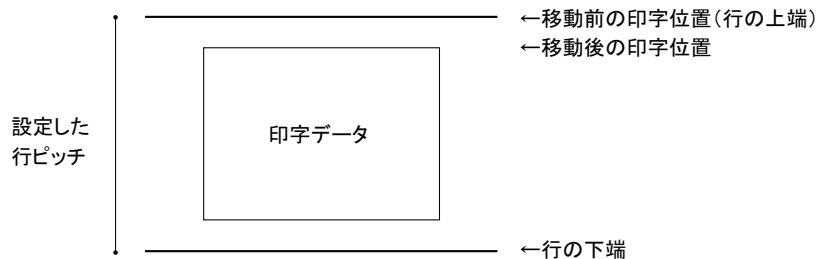 ←移動前の印字位置(行の上端)
←移動後の印字位置
設定した
行ピッチ
印字データ
←行の下端